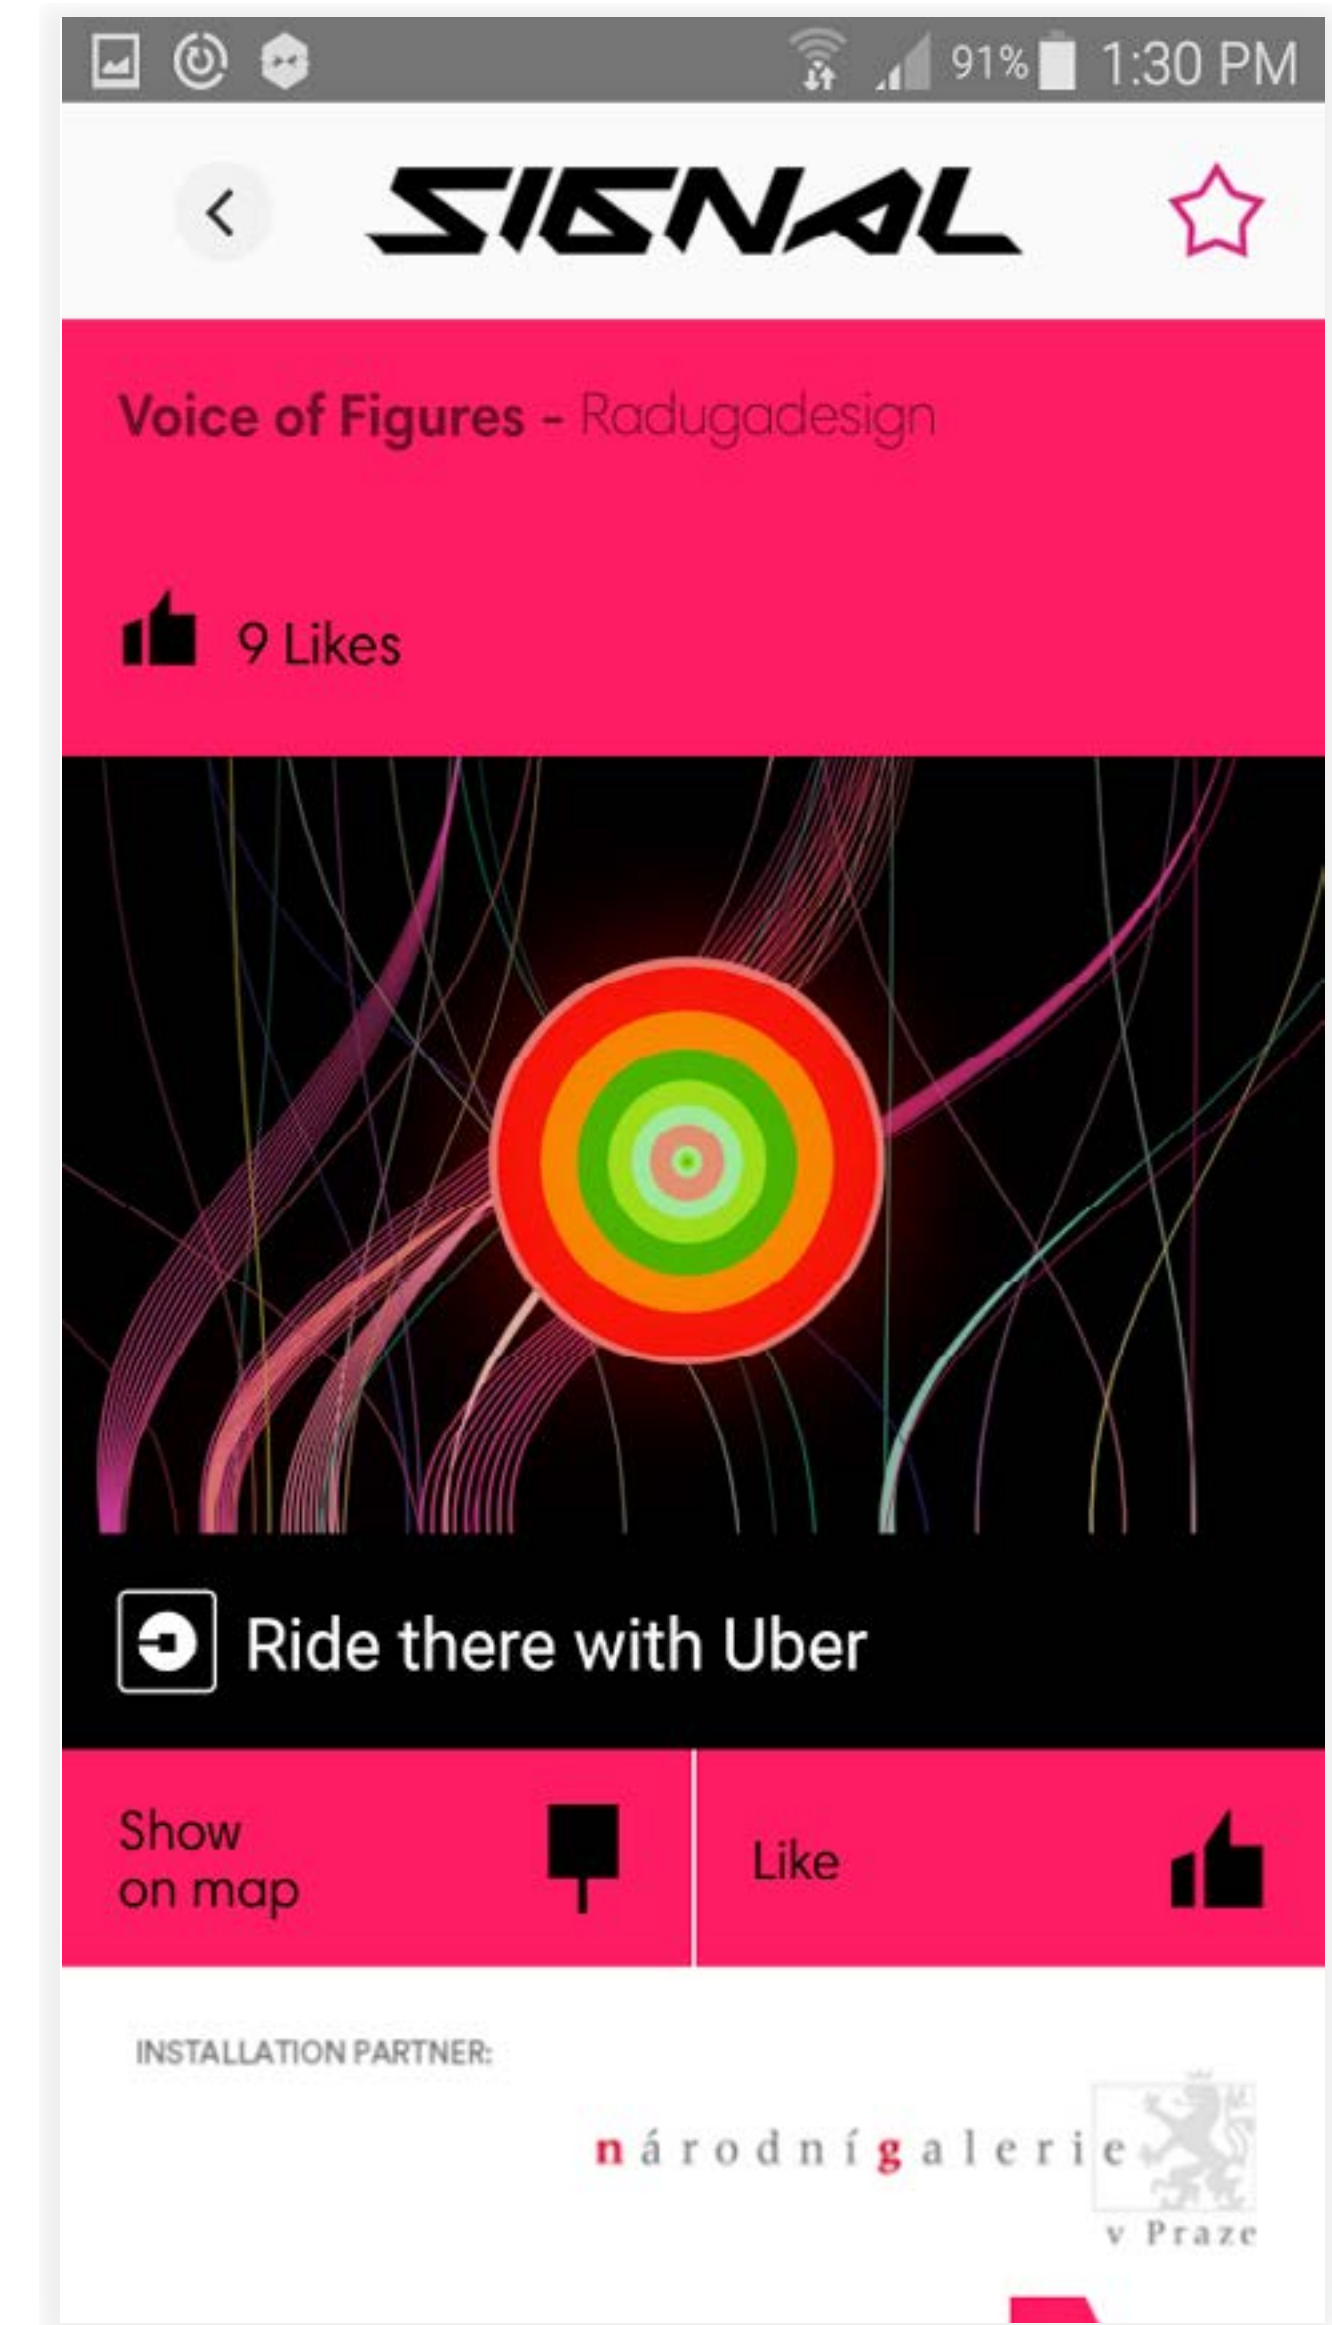 91% 1:30 PM
SIGNAL
Voice of Figures - Radugadesign
9 Likes
Ride there with Uber
Show
on map
Like
INSTALLATION PARTNER:
národnígalerie
v Praze